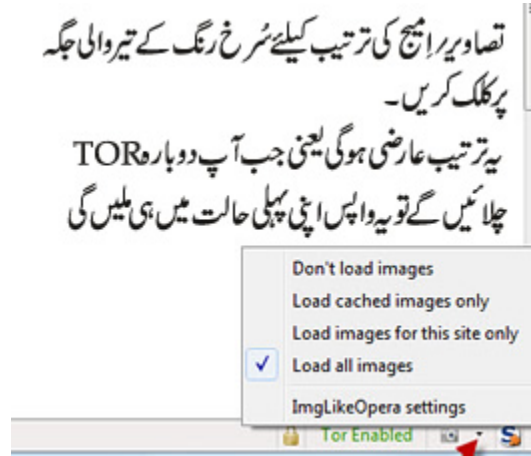 تصاویر/امیج کی ترتیب کیلئے سُرخ رنگ کے تیر والی جگہ
پر کلک کریں۔
یہ ترتیب عارضی ہوگی یعنی جب آپ دوبارہ TOR
چلائیں گے تو یہ واپس اپنی پہلی حالت میں ہی ملیں گی
Don't load images
Load cached images only
Load images for this site only
Load all images
ImgLikeOpera settings
Tor Enabled